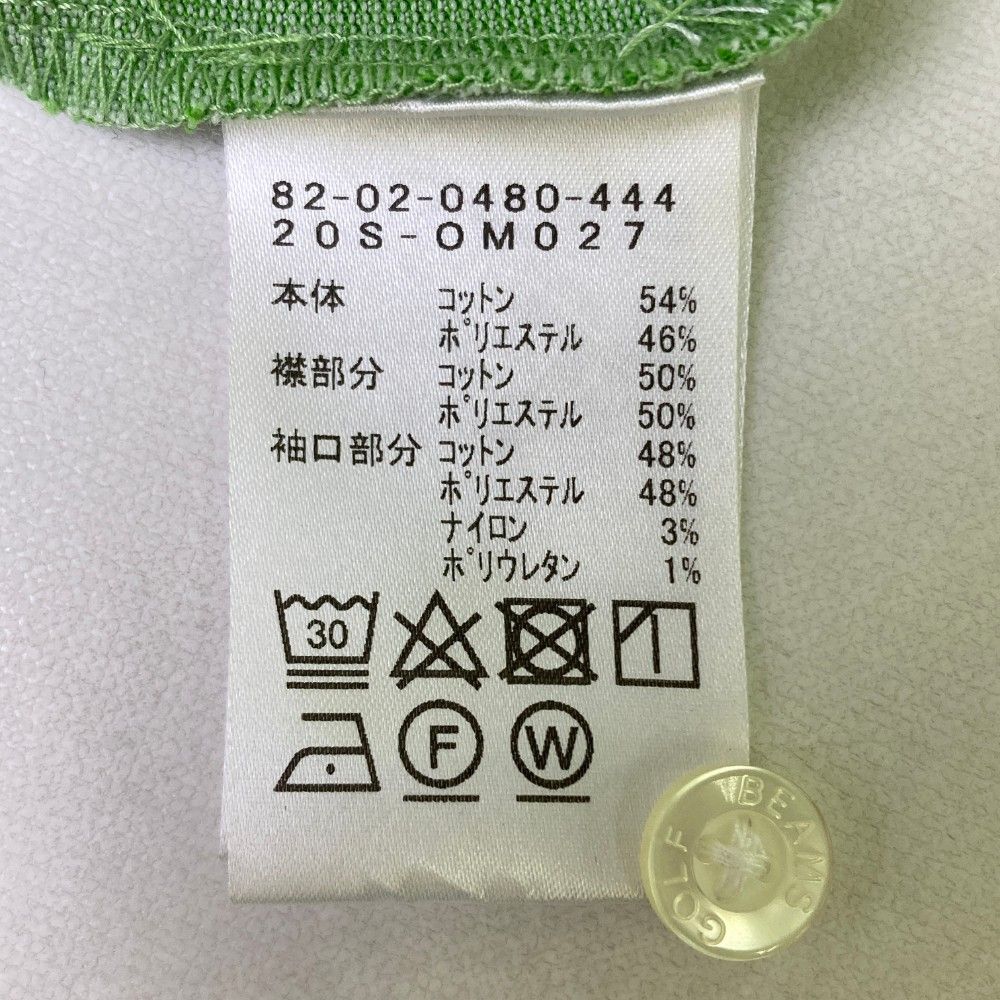 82-02-0480-444
20S-OM027
本体 コットン 54%
ポリエステル 46%
襟部分 コットン 50%
ポリエステル 50%
袖口部分 コットン 48%
ポリエステル 48%
ナイロン 3%
ポリウレタン 1%
30
F W
BEAMS GOLF